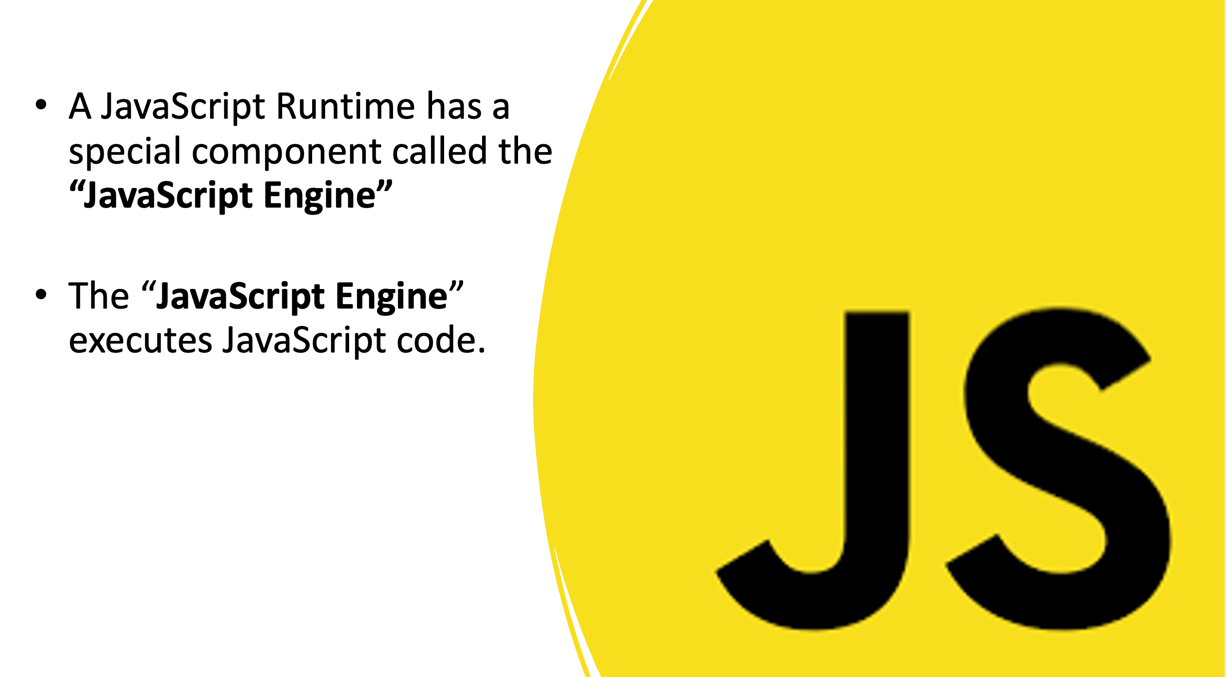 • A JavaScript Runtime has a
special component called the
“JavaScript Engine”
• The “JavaScript Engine”
executes JavaScript code.
JS